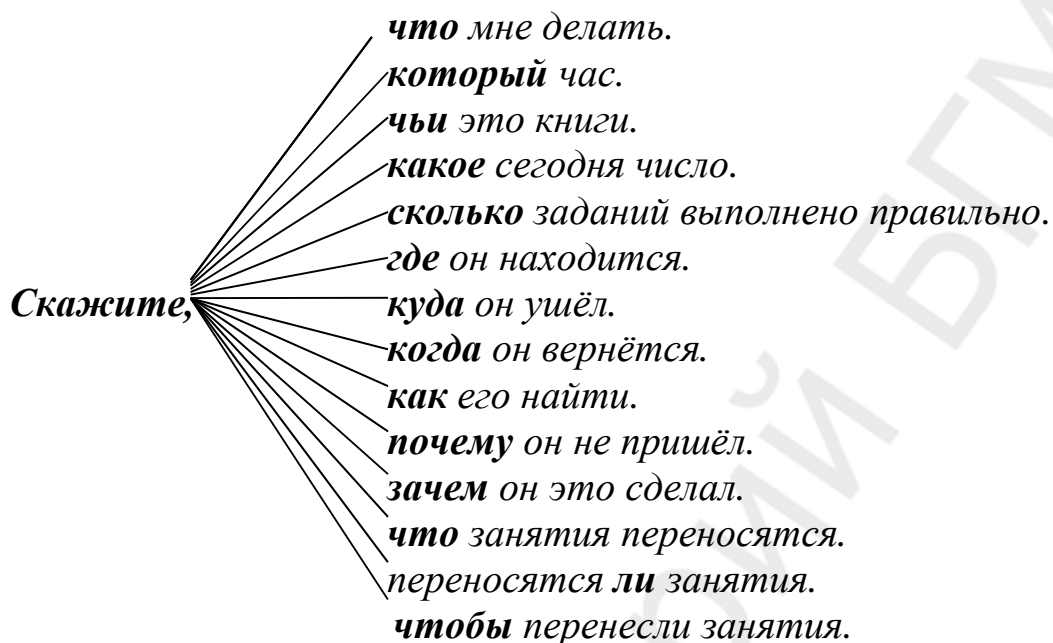 что мне делать.
который час.
чьи это книги.
какое сегодня число.
сколько заданий выполнено правильно.
где он находится.
Скажите, куда он ушёл.
когда он вернётся.
как его найти.
почему он не пришёл.
зачем он это сделал.
что занятия переносятся.
переносятся ли занятия.
чтобы перенесли занятия.